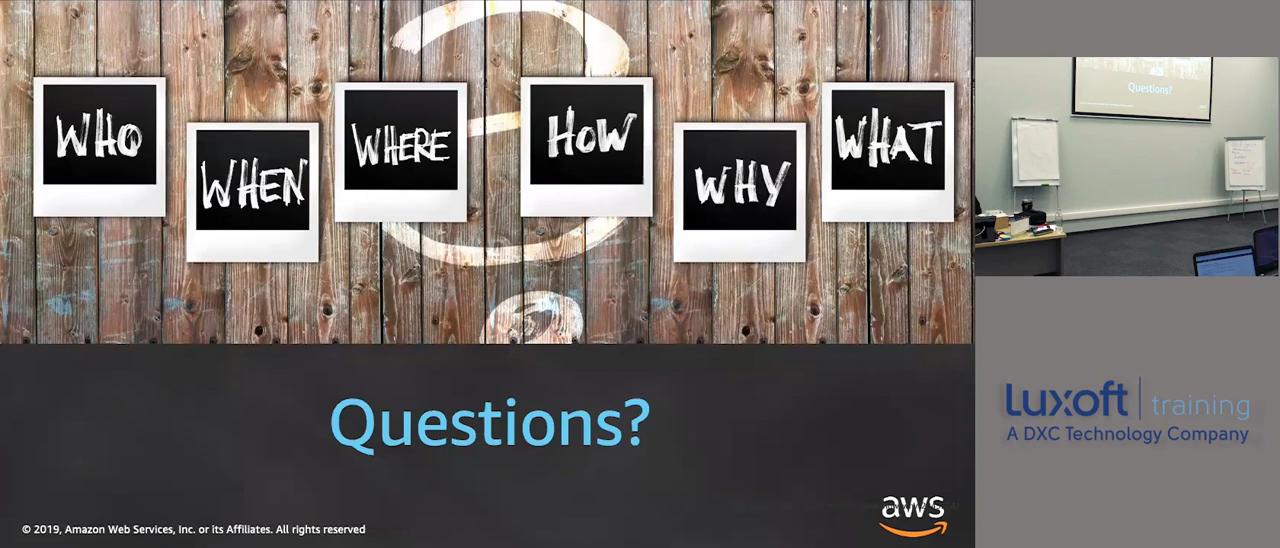 WHO
WHEN
WHERE
HOW
WHY
WHAT
Questions?
© 2019, Amazon Web Services, Inc. or its Affiliates. All rights reserved
aws
Questions?
Luxoft | training
A DXC Technology Company